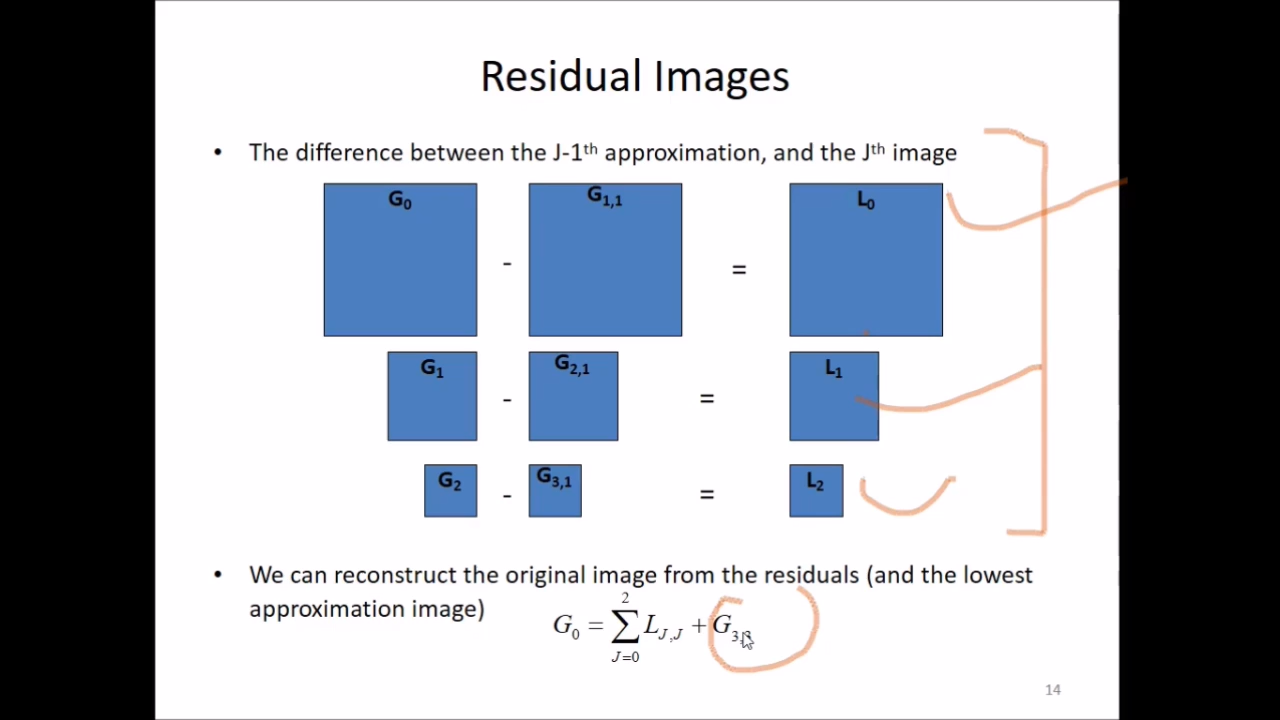 Residual Images
• The difference between the J-1th approximation, and the Jth image
G0 - G1,1 = L0
G1 - G2,1 = L1
G2 - G3,1 = L2
• We can reconstruct the original image from the residuals (and the lowest
approximation image)
G0 = ∑ J=0 2 LJ,J + G3,3
14